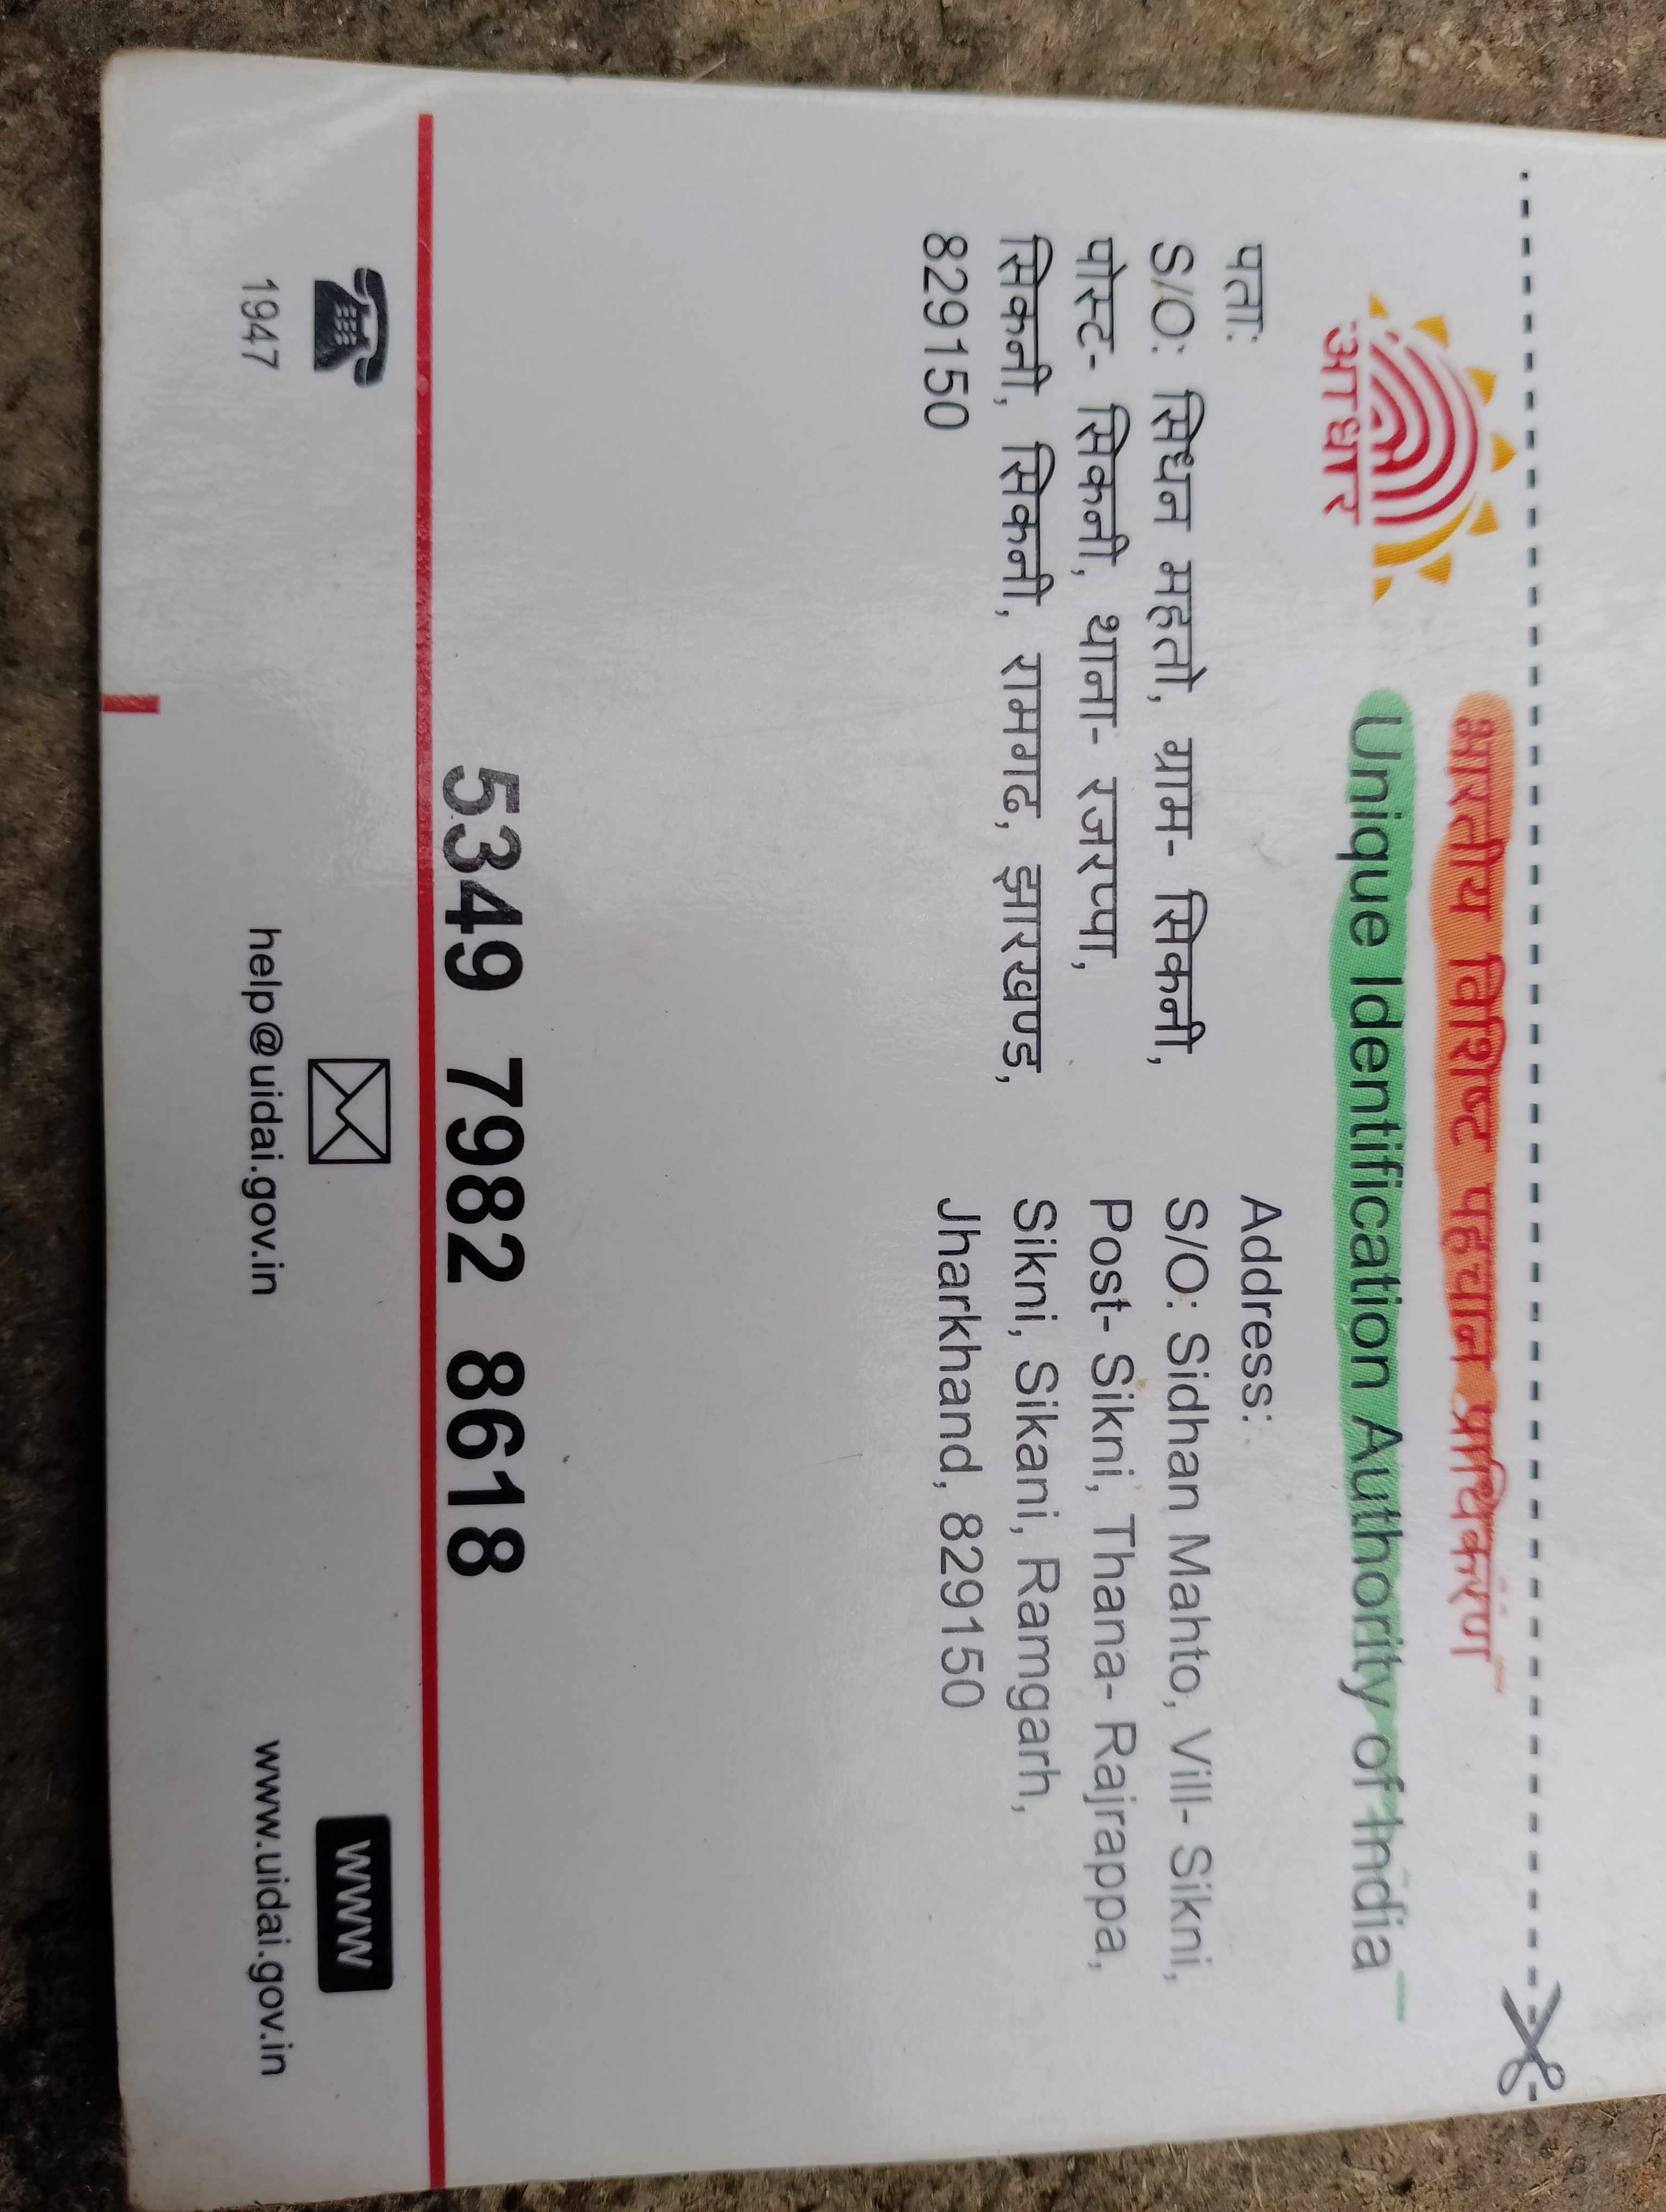 भारतीय विशिष्ट पहचान प्राधिकरण
Unique Identification Authority of India
आधार
पता:
S/O: सिधन महतो, ग्राम- सिकनी,
पोस्ट- सिकनी, थाना- रजरप्पा,
सिकनी, सिकनी, रामगढ, झारखण्ड,
829150
Address:
S/O: Sidhan Mahto, Vill- Sikni,
Post- Sikni, Thana- Rajrappa,
Sikni, Sikani, Ramgarh,
Jharkhand, 829150
5349 7982 8618
1947
help@uidai.gov.in
www
www.uidai.gov.in